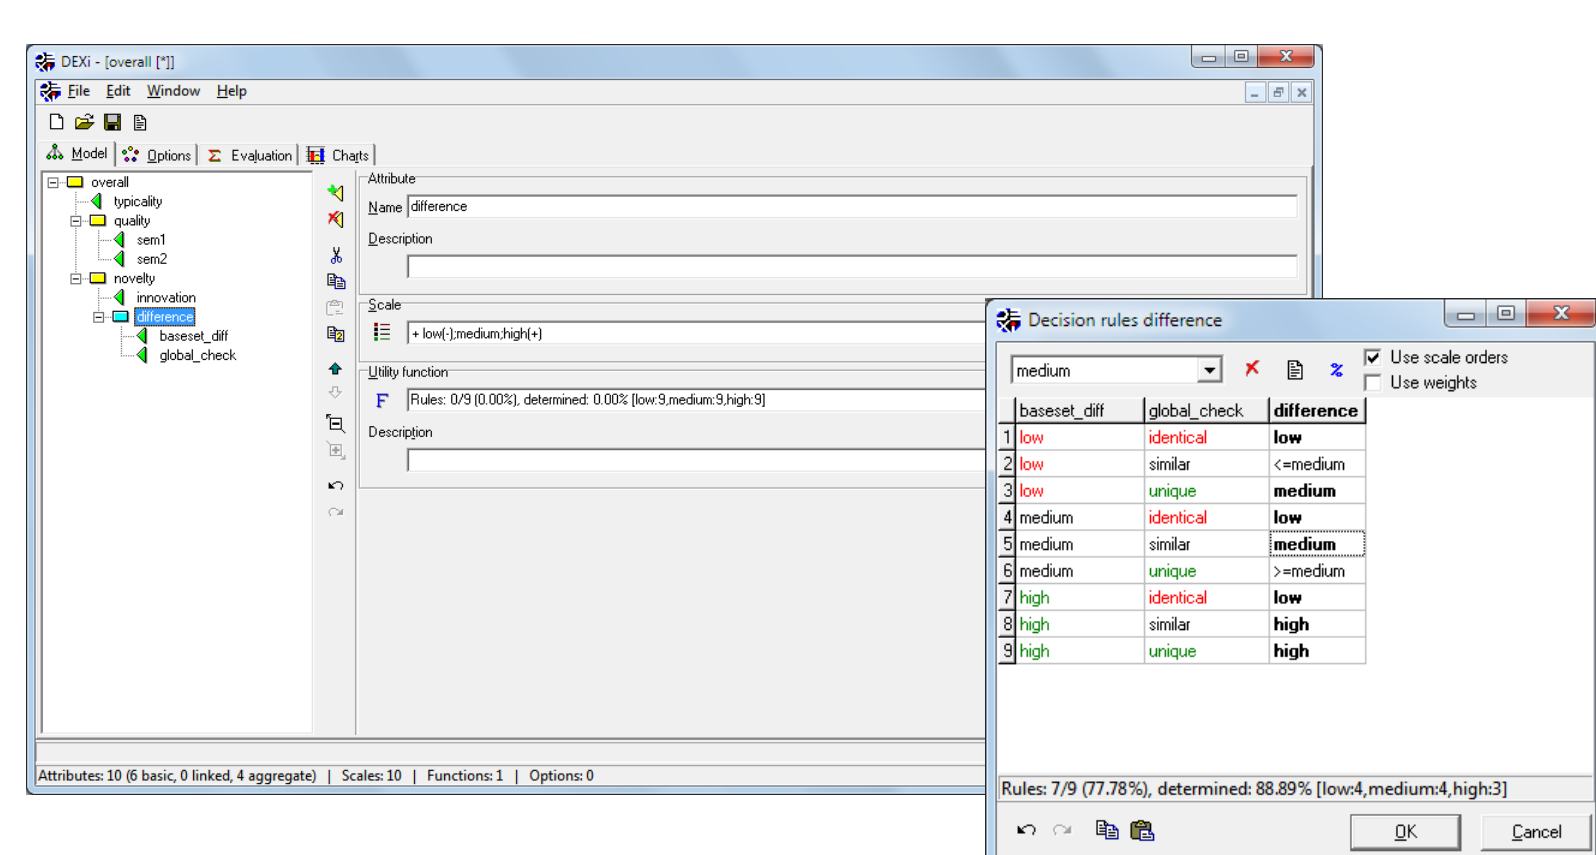 DEXi - [overall [*]]
File Edit Window Help
Model Options Σ Evaluation Charts
overall
typicality
quality
sem1
sem2
novelty
innovation
difference
baseset_diff
global_check
Attribute
Name difference
Description
Scale
+ low(-);medium;high(+)
Utility function
F Rules: 0/9 (0.00%), determined: 0.00% [low:9,medium:9,high:9]
Description
Attributes: 10 (6 basic, 0 linked, 4 aggregate) | Scales: 10 | Functions: 1 | Options: 0
Decision rules difference
medium % Use scale orders
Use weights
baseset_diff global_check difference
1 low identical low
2 low similar <=medium
3 low unique medium
4 medium identical low
5 medium similar medium
6 medium unique >=medium
7 high identical low
8 high similar high
9 high unique high
Rules: 7/9 (77.78%), determined: 88.89% [low:4,medium:4,high:3]
OK Cancel